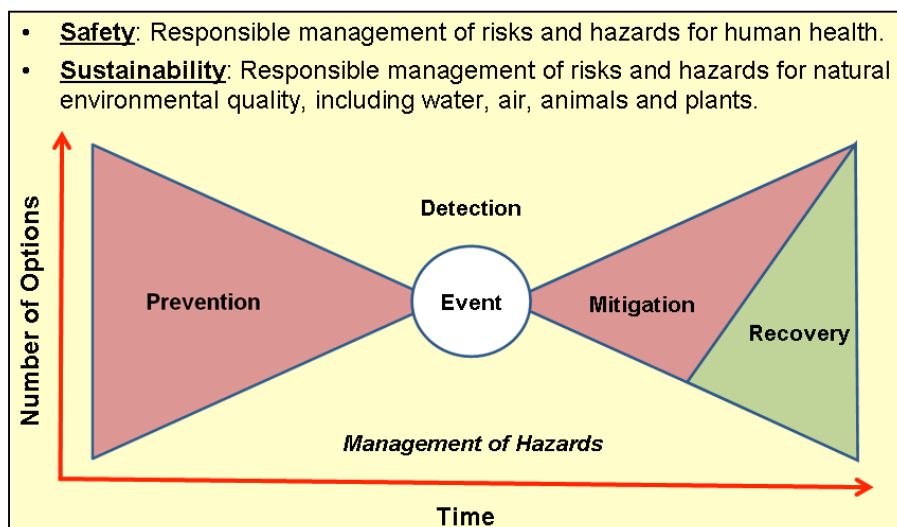 • Safety: Responsible management of risks and hazards for human health.
• Sustainability: Responsible management of risks and hazards for natural
environmental quality, including water, air, animals and plants.
Number of Options
Detection
Prevention
Event
Mitigation
Recovery
Management of Hazards
Time